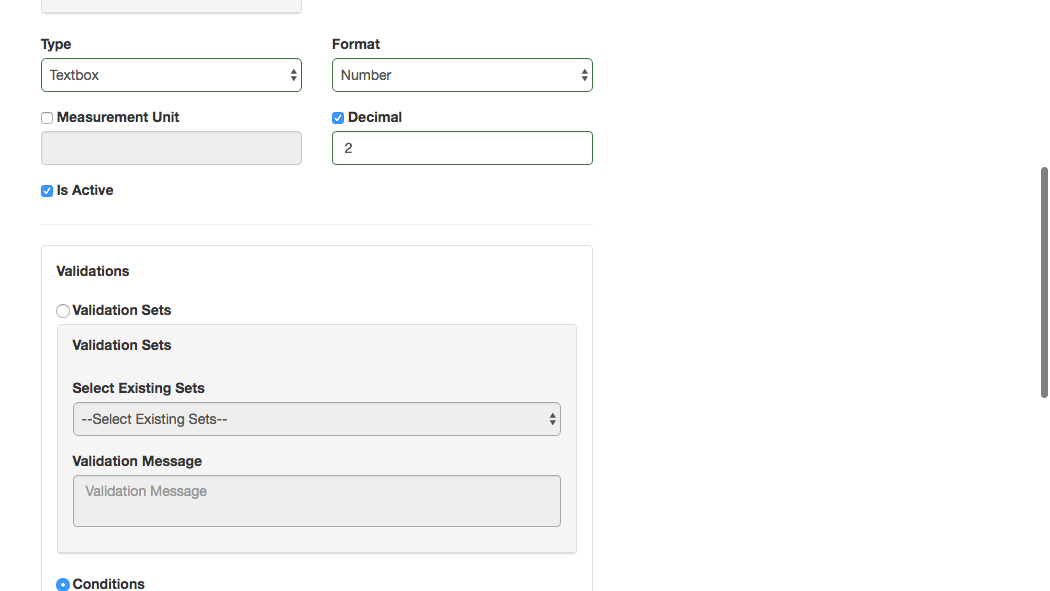 Type Format
Textbox Number
Measurement Unit Decimal
2
Is Active
Validations
Validation Sets
Validation Sets
Select Existing Sets
--Select Existing Sets--
Validation Message
Validation Message
Conditions